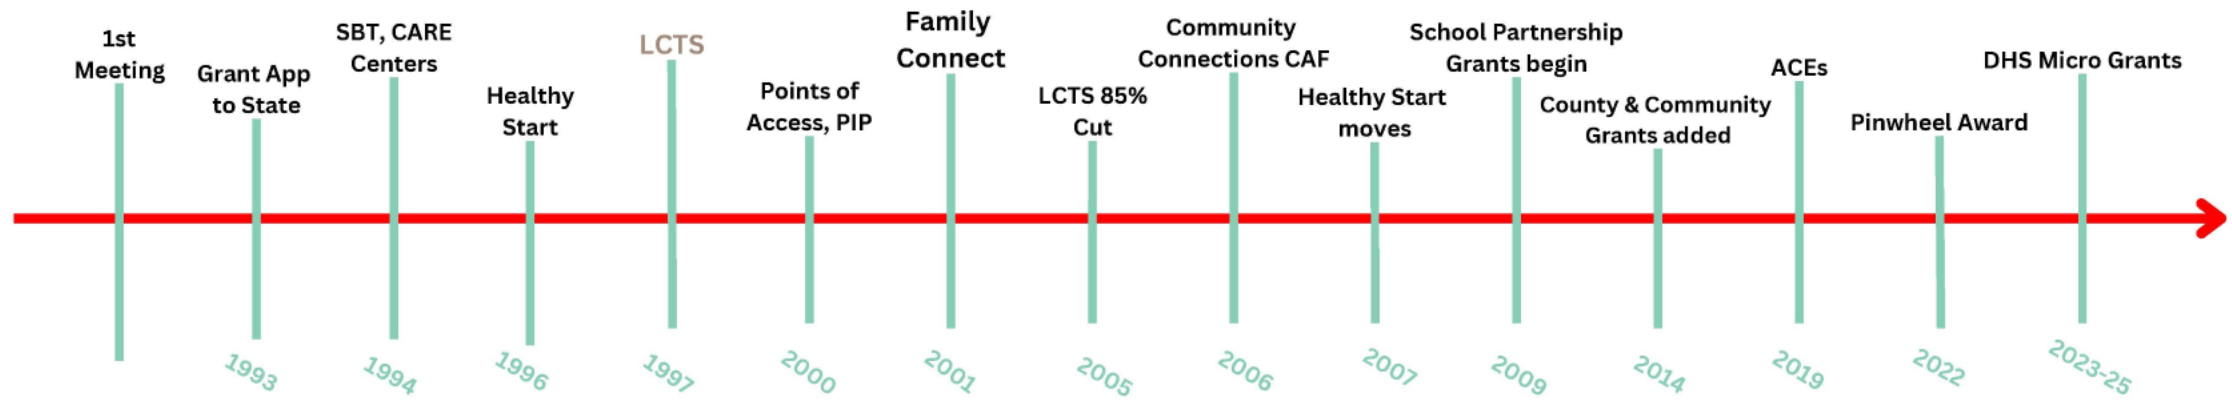 1st
Meeting
Grant App
to State
SBT, CARE
Centers
Healthy
Start
LCTS
Points of
Access, PIP
Family
Connect
LCTS 85%
Cut
Community
Connections CAF
Healthy Start
moves
School Partnership
Grants begin
County & Community
Grants added
ACEs
Pinwheel Award
DHS Micro Grants
1993
1994
1996
1997
2000
2001
2005
2006
2007
2009
2014
2019
2022
2023-25